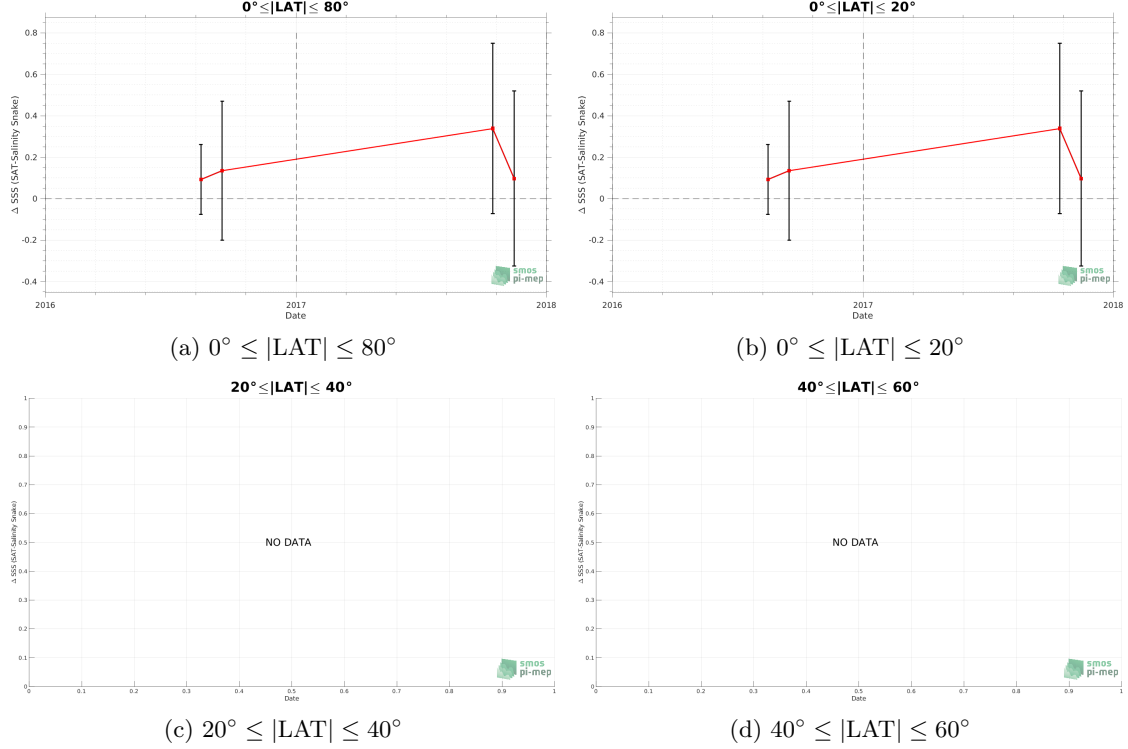 0°≤|LAT|≤ 80°
0.8
0.6
0.4
0.2
0
-0.2
-0.4
Δ SSS (SAT-Salinity Snake)
2016
2017
2018
Date
smos
pi-mep
(a) 0° ≤ |LAT| ≤ 80°
0°≤|LAT|≤ 20°
0.8
0.6
0.4
0.2
0
-0.2
-0.4
Δ SSS (SAT-Salinity Snake)
2016
2017
2018
Date
smos
pi-mep
(b) 0° ≤ |LAT| ≤ 20°
20°≤|LAT|≤ 40°
1
0.9
0.8
0.7
0.6
0.5
0.4
0.3
0.2
0.1
0
Δ SSS (SAT-Salinity Snake)
NO DATA
0
0.1
0.2
0.3
0.4
0.5
0.6
0.7
0.8
0.9
1
Date
smos
pi-mep
(c) 20° ≤ |LAT| ≤ 40°
40°≤|LAT|≤ 60°
1
0.9
0.8
0.7
0.6
0.5
0.4
0.3
0.2
0.1
0
Δ SSS (SAT-Salinity Snake)
NO DATA
0
0.1
0.2
0.3
0.4
0.5
0.6
0.7
0.8
0.9
1
Date
smos
pi-mep
(d) 40° ≤ |LAT| ≤ 60°